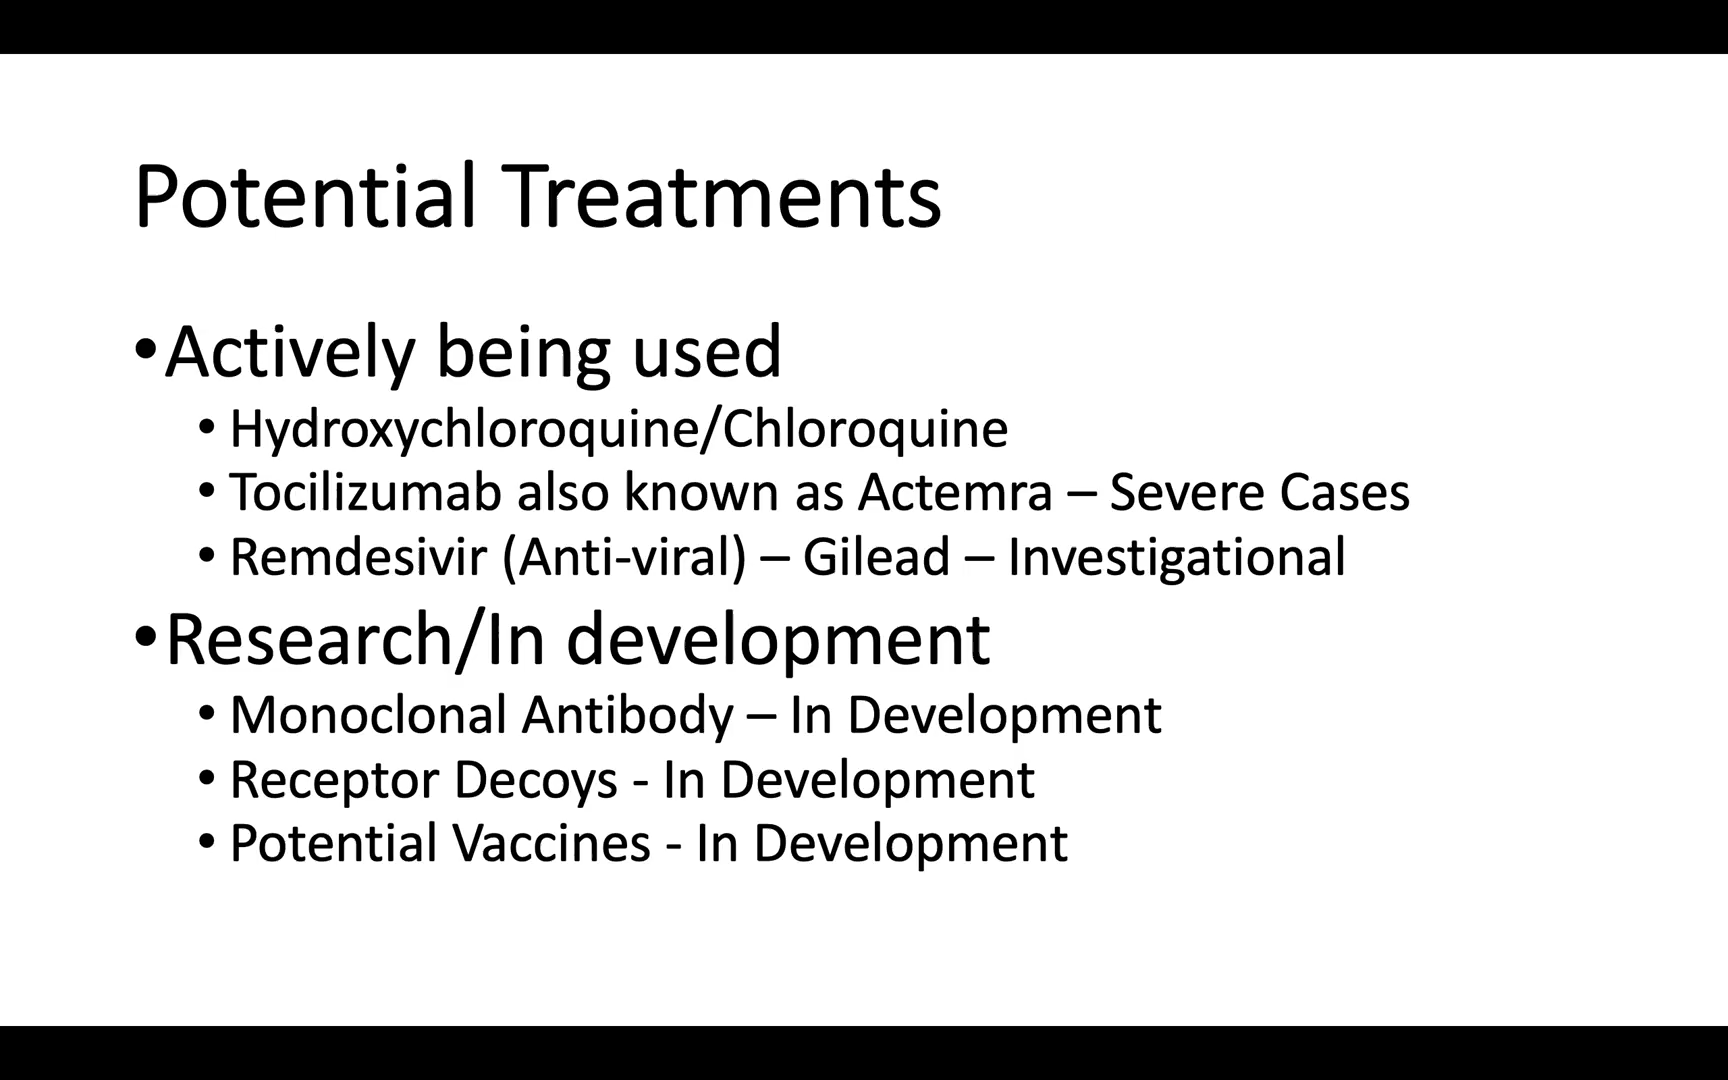 Potential Treatments
•Actively being used
• Hydroxychloroquine/Chloroquine
• Tocilizumab also known as Actemra – Severe Cases
• Remdesivir (Anti-viral) – Gilead – Investigational
•Research/In development
• Monoclonal Antibody – In Development
• Receptor Decoys - In Development
• Potential Vaccines - In Development